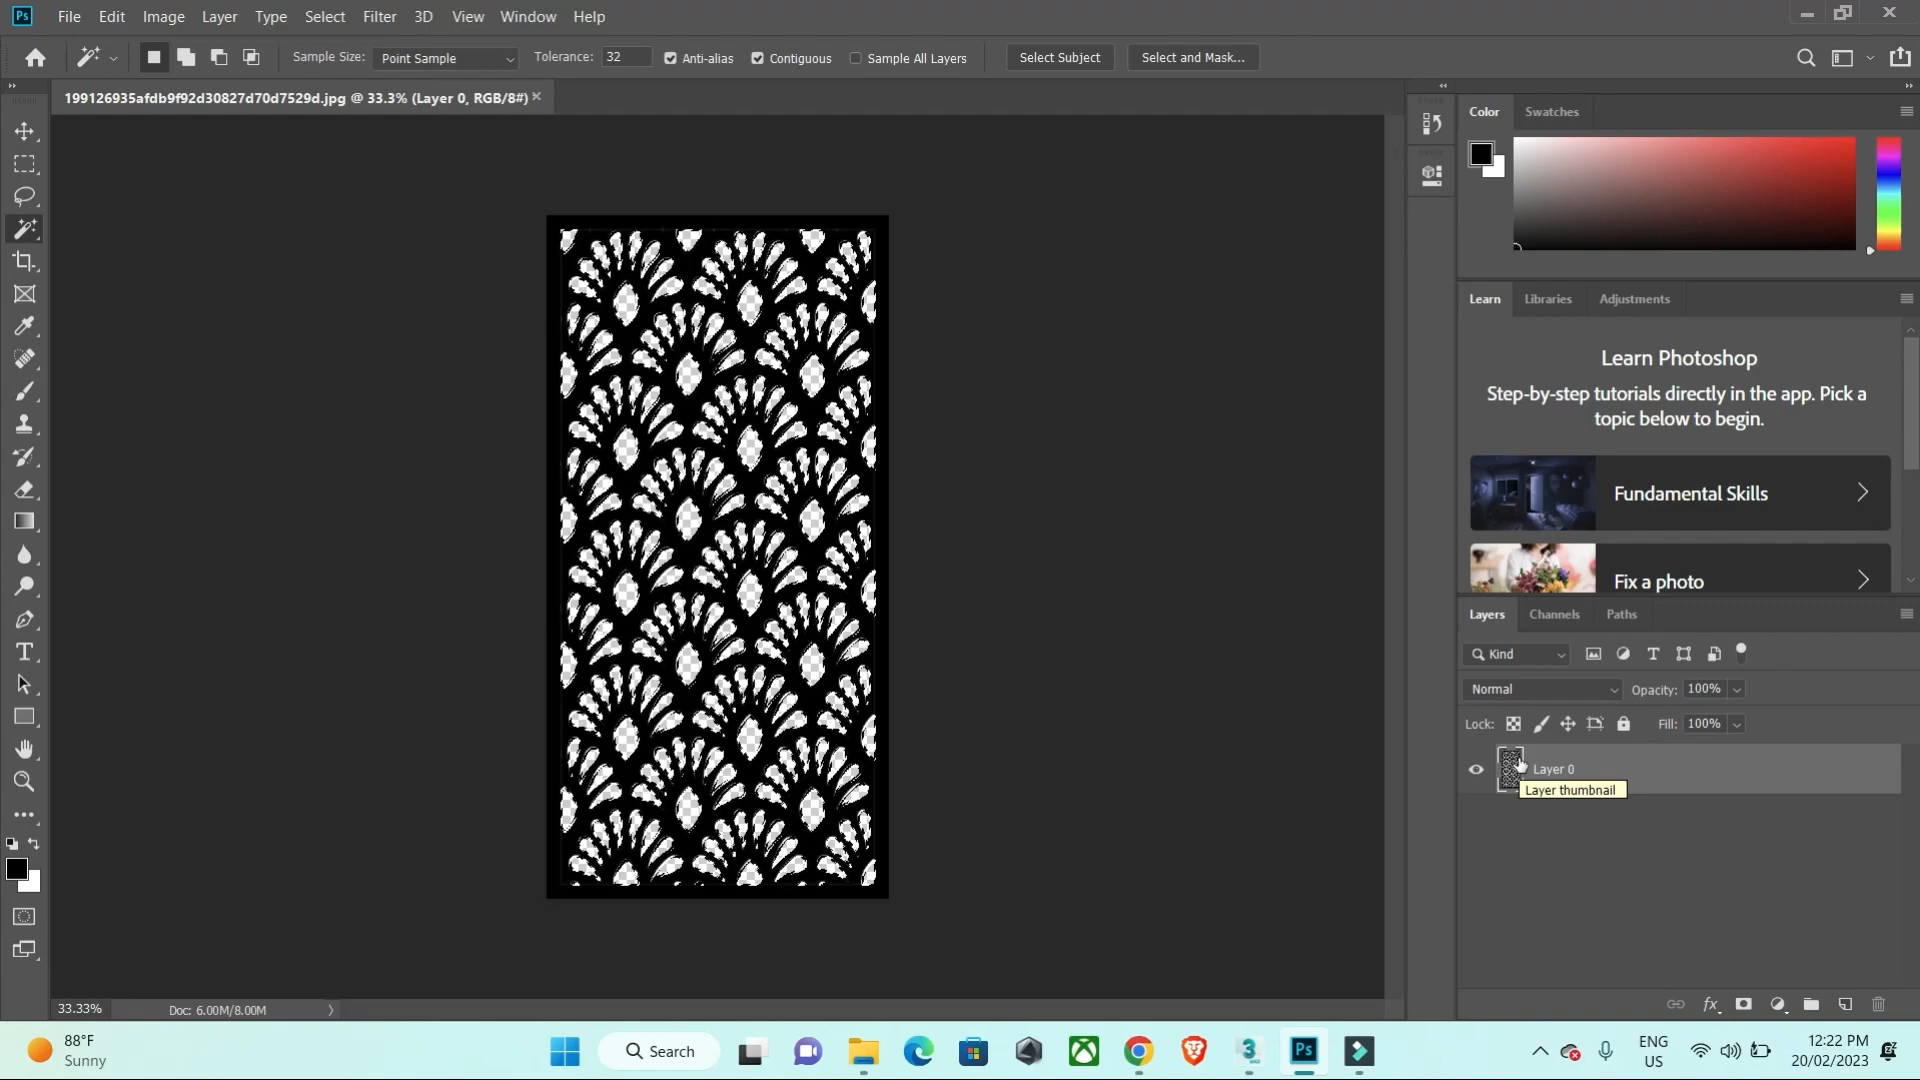 Ps File Edit Image Layer Type Select Filter 3D View Window Help
Sample Size: Point Sample Tolerance: 32 Anti-alias Contiguous Sample All Layers Select Subject Select and Mask...
199126935afdb9f92d30827d70d7529d.jpg @ 33.3% (Layer 0, RGB/8#)
Color Swatches
Learn Libraries Adjustments
Learn Photoshop
Step-by-step tutorials directly in the app. Pick a
topic below to begin.
Fundamental Skills
Fix a photo
Layers Channels Paths
Kind
Normal Opacity: 100%
Lock: Fill: 100%
Layer 0
Layer thumbnail
33.33% Doc: 6.00M/8.00M
88°F
Sunny
Search
3
Ps
ENG
US
12:22 PM
20/02/2023